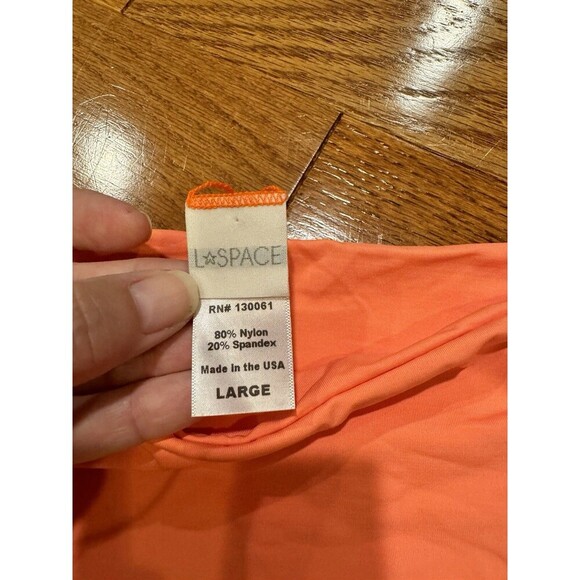 L☆SPACE
RN# 130061
80% Nylon
20% Spandex
Made In the USA
LARGE